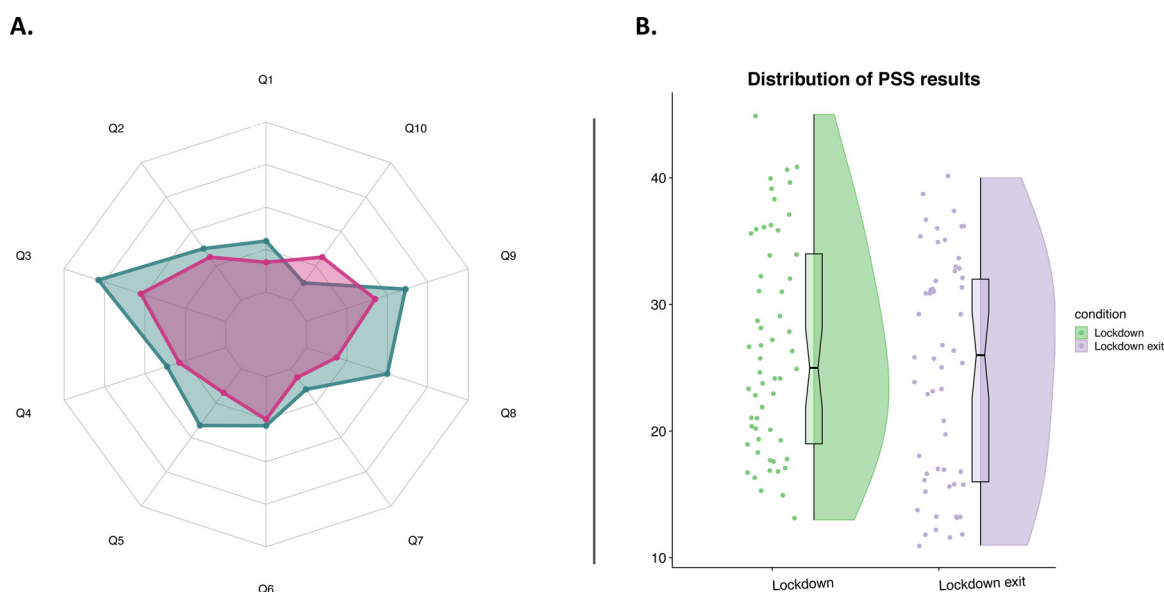 A.
B.
Q1
Q2
Q10
Q3
Q9
Q4
Q8
Q5
Q7
Q6
Distribution of PSS results
40
30
20
10
Lockdown
Lockdown exit
condition
Lockdown
Lockdown exit